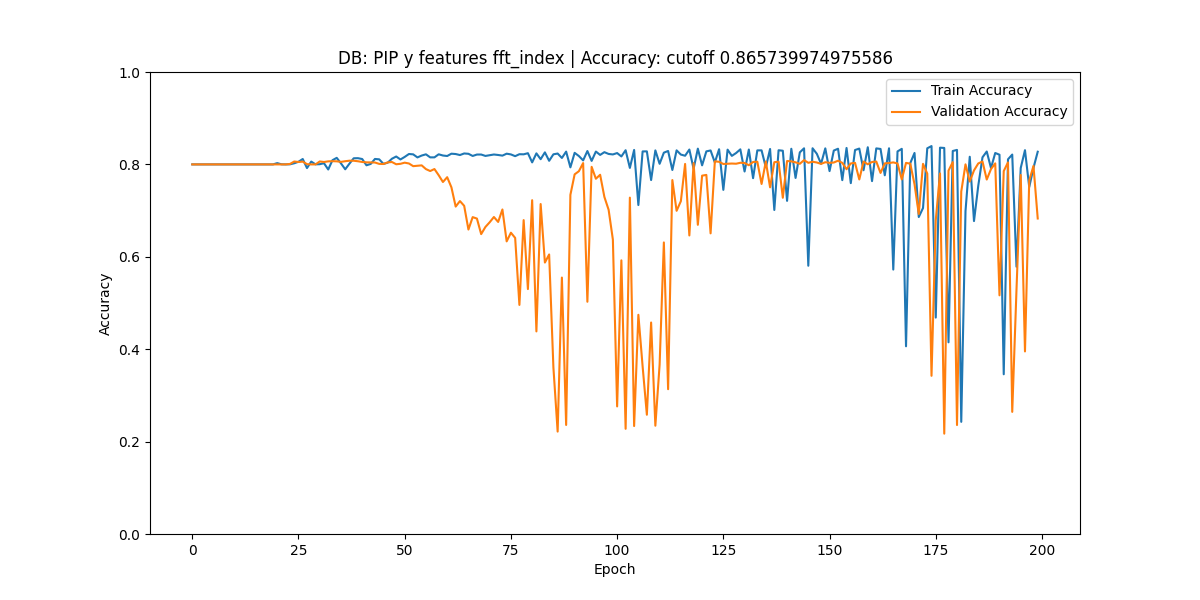 DB: PIP y features fft_index | Accuracy: cutoff 0.865739974975586
Train Accuracy
Validation Accuracy
1.0
0.8
0.6
0.4
0.2
0.0
Accuracy
0 25 50 75 100 125 150 175 200
Epoch